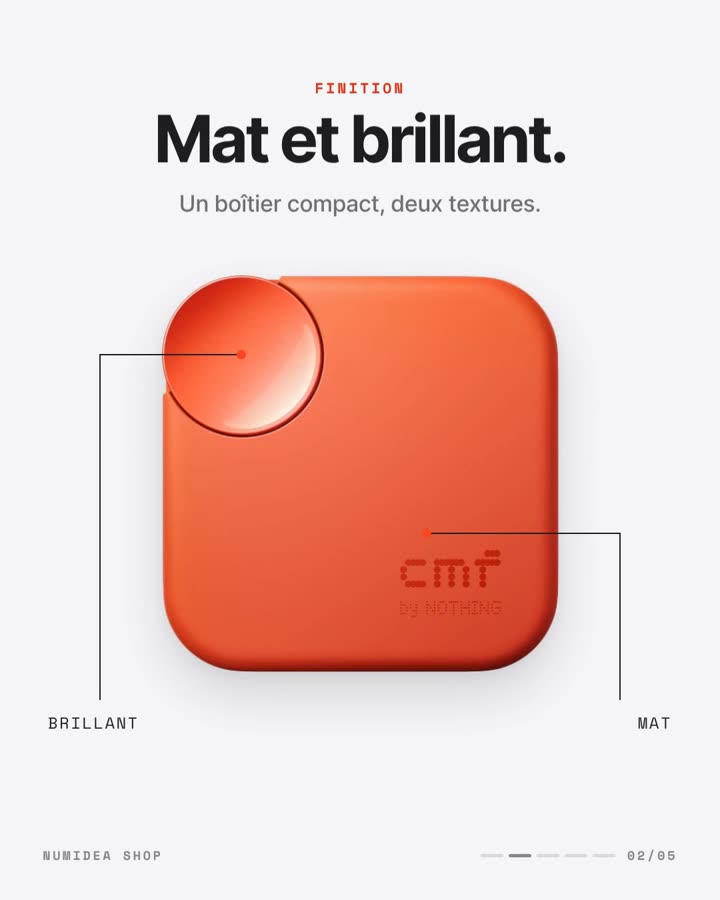 FINITION
Mat et brillant.
Un boîtier compact, deux textures.
cmf
by NOTHING
BRILLANT
MAT
NUMIDEA SHOP
02/05